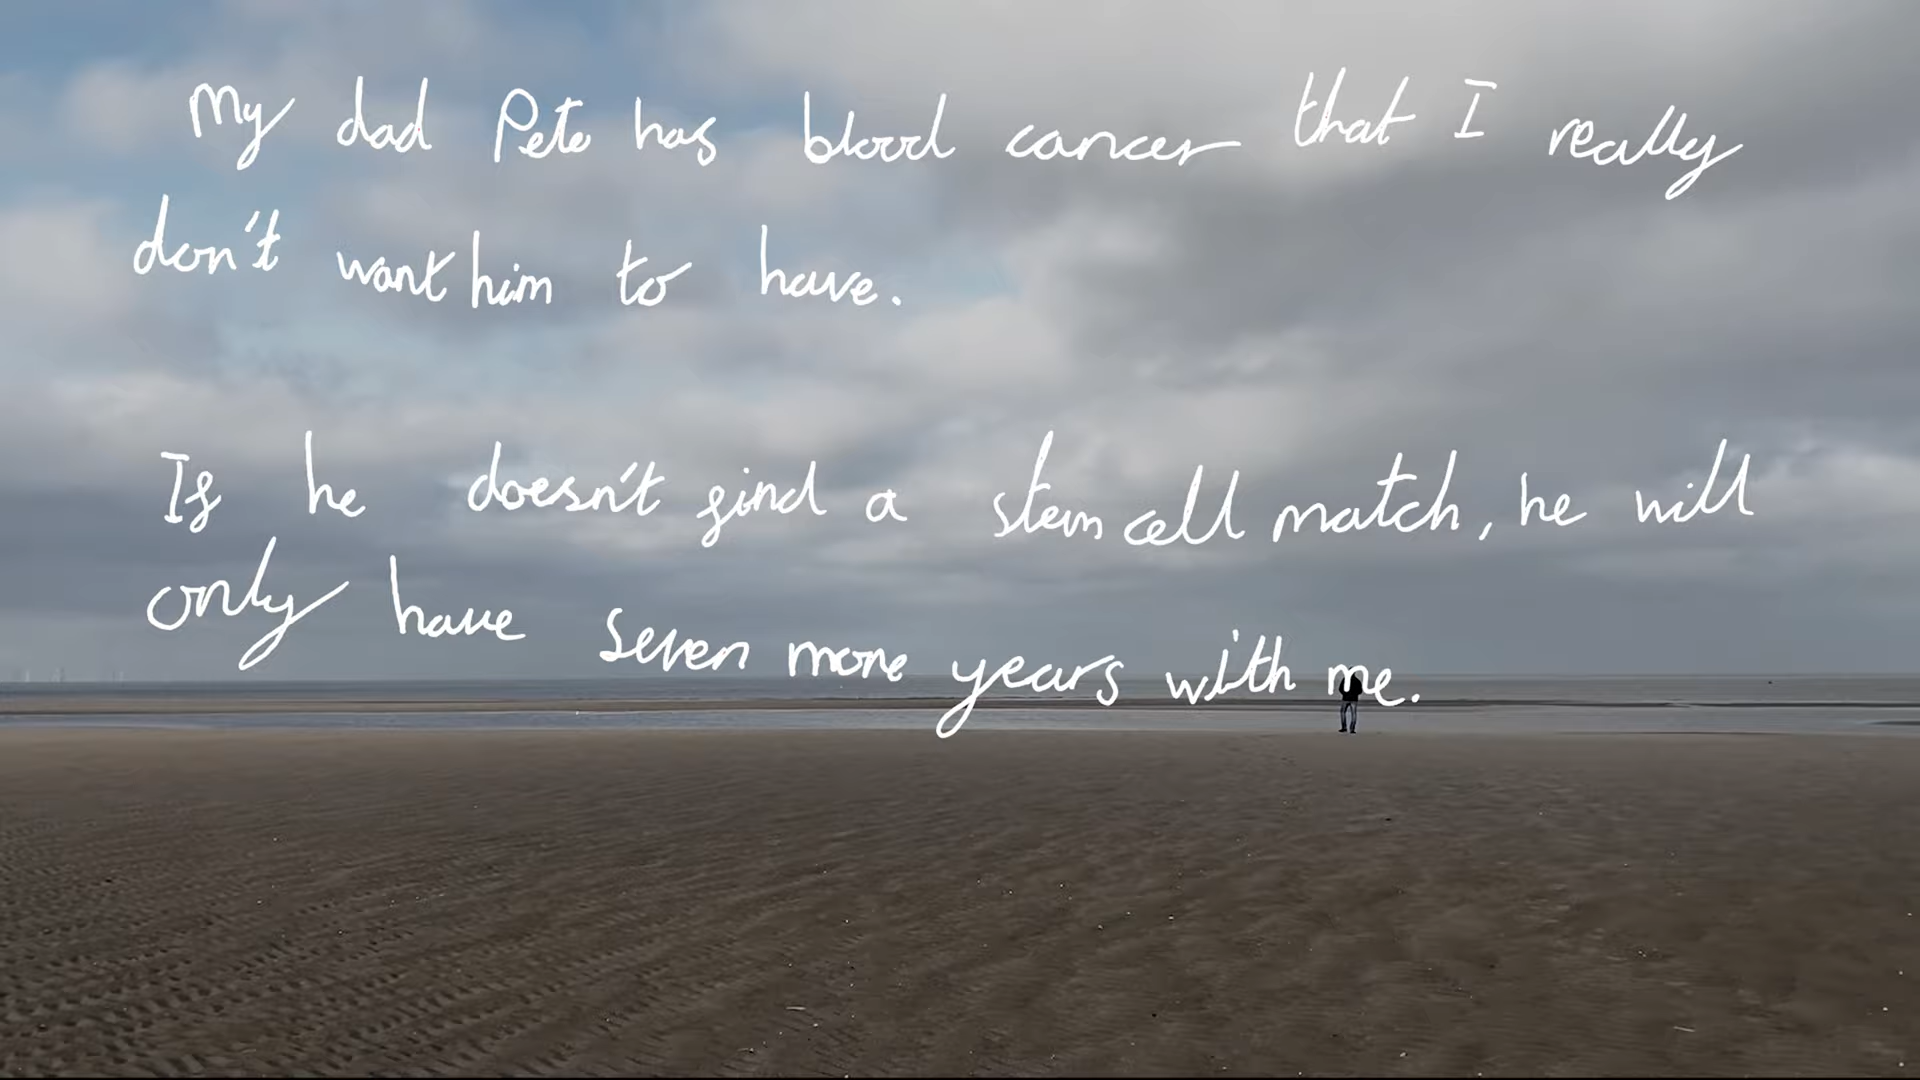 My dad Pete has blood cancer that I really
don't want him to have.
If he doesn't find a stem cell match, he will
only have seven more years with me.